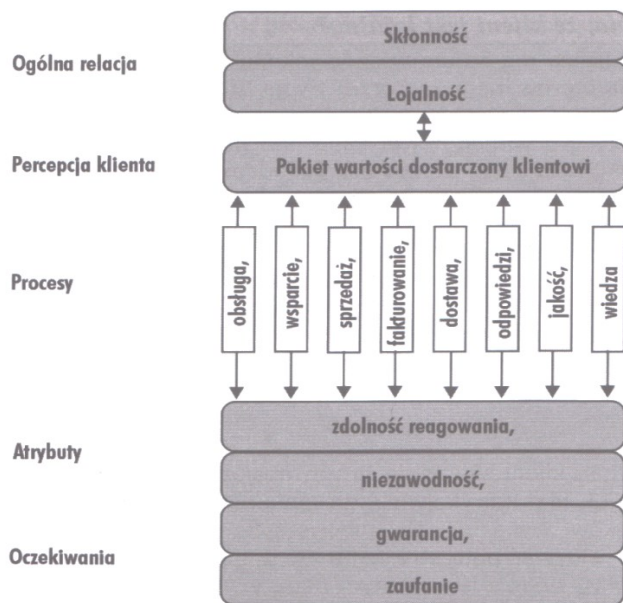 Ogólna relacja
Skłonność
Lojalność
Percepcja klienta
Pakiet wartości dostarczony klientowi
Procesy
obsługa,
wsparcie,
sprzedaż,
fakturowanie,
dostawa,
odpowiedzi,
jakość,
wiedza
Atrybuty
zdolność reagowania,
niezawodność,
Oczekiwania
gwarancja,
zaufanie